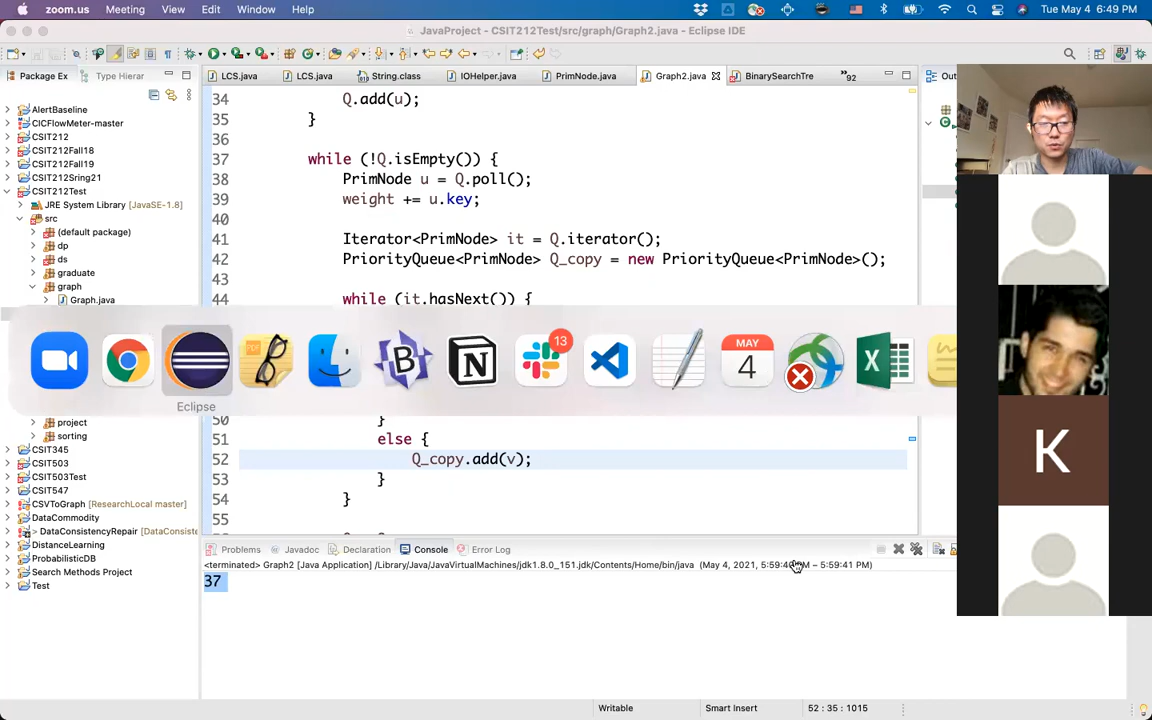 zoom.us Meeting View Edit Window Help Tue May 4 6:49 PM
JavaProject - CSIT212Test/src/graph/Graph2.java - Eclipse IDE
Package Ex Type Hierar LCS.java LCS.java String.class IOHelper.java PrimNode.java Graph2.java BinarySearchTre 92 Out
AlertBaseline
CICFlowMeter-master
CSIT212
CSIT212Fall18
CSIT212Fall19
CSIT212Sring21
CSIT212Test
JRE System Library [JavaSE-1.8]
src
(default package)
dp
ds
graduate
graph
Graph.java
project
sorting
CSIT345
CSIT503
CSIT503Test
CSIT547
CSVToGraph [ResearchLocal master]
DataCommodity
> DataConsistencyRepair [DataConsiste
DistanceLearning
ProbabilisticDB
Search Methods Project
Test
34 Q.add(u);
35 }
36
37 while (!Q.isEmpty()) {
38 PrimNode u = Q.poll();
39 weight += u.key;
40
41 Iterator<PrimNode> it = Q.iterator();
42 PriorityQueue<PrimNode> Q_copy = new PriorityQueue<PrimNode>();
43
44 while (it.hasNext()) {
13
MAY
4
Eclipse
50 }
51 else {
52 Q_copy.add(v);
53 }
54 }
55
K
Problems Javadoc Declaration Console Error Log
<terminated> Graph2 [Java Application] /Library/Java/JavaVirtualMachines/jdk1.8.0_151.jdk/Contents/Home/bin/java (May 4, 2021, 5:59:40 PM – 5:59:41 PM)
37
Writable Smart Insert 52 : 35 : 1015